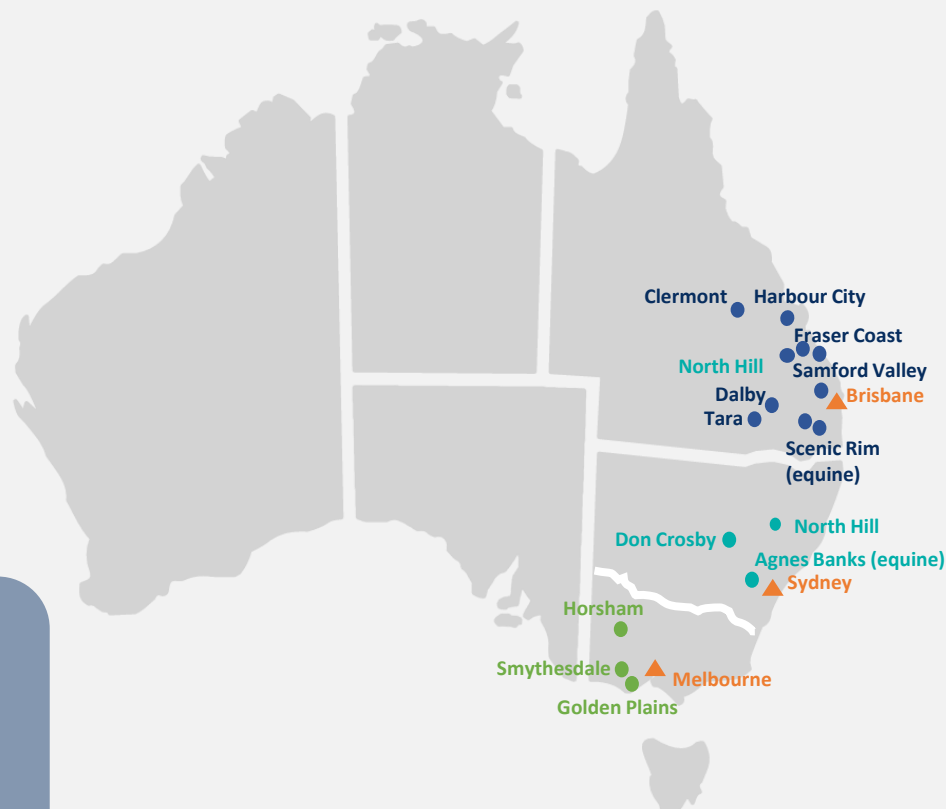 Clermont
Harbour City
Fraser Coast
North Hill
Samford Valley
Dalby
Brisbane
Tara
Scenic Rim
(equine)
North Hill
Don Crosby
Agnes Banks (equine)
Sydney
Horsham
Smythesdale
Melbourne
Golden Plains